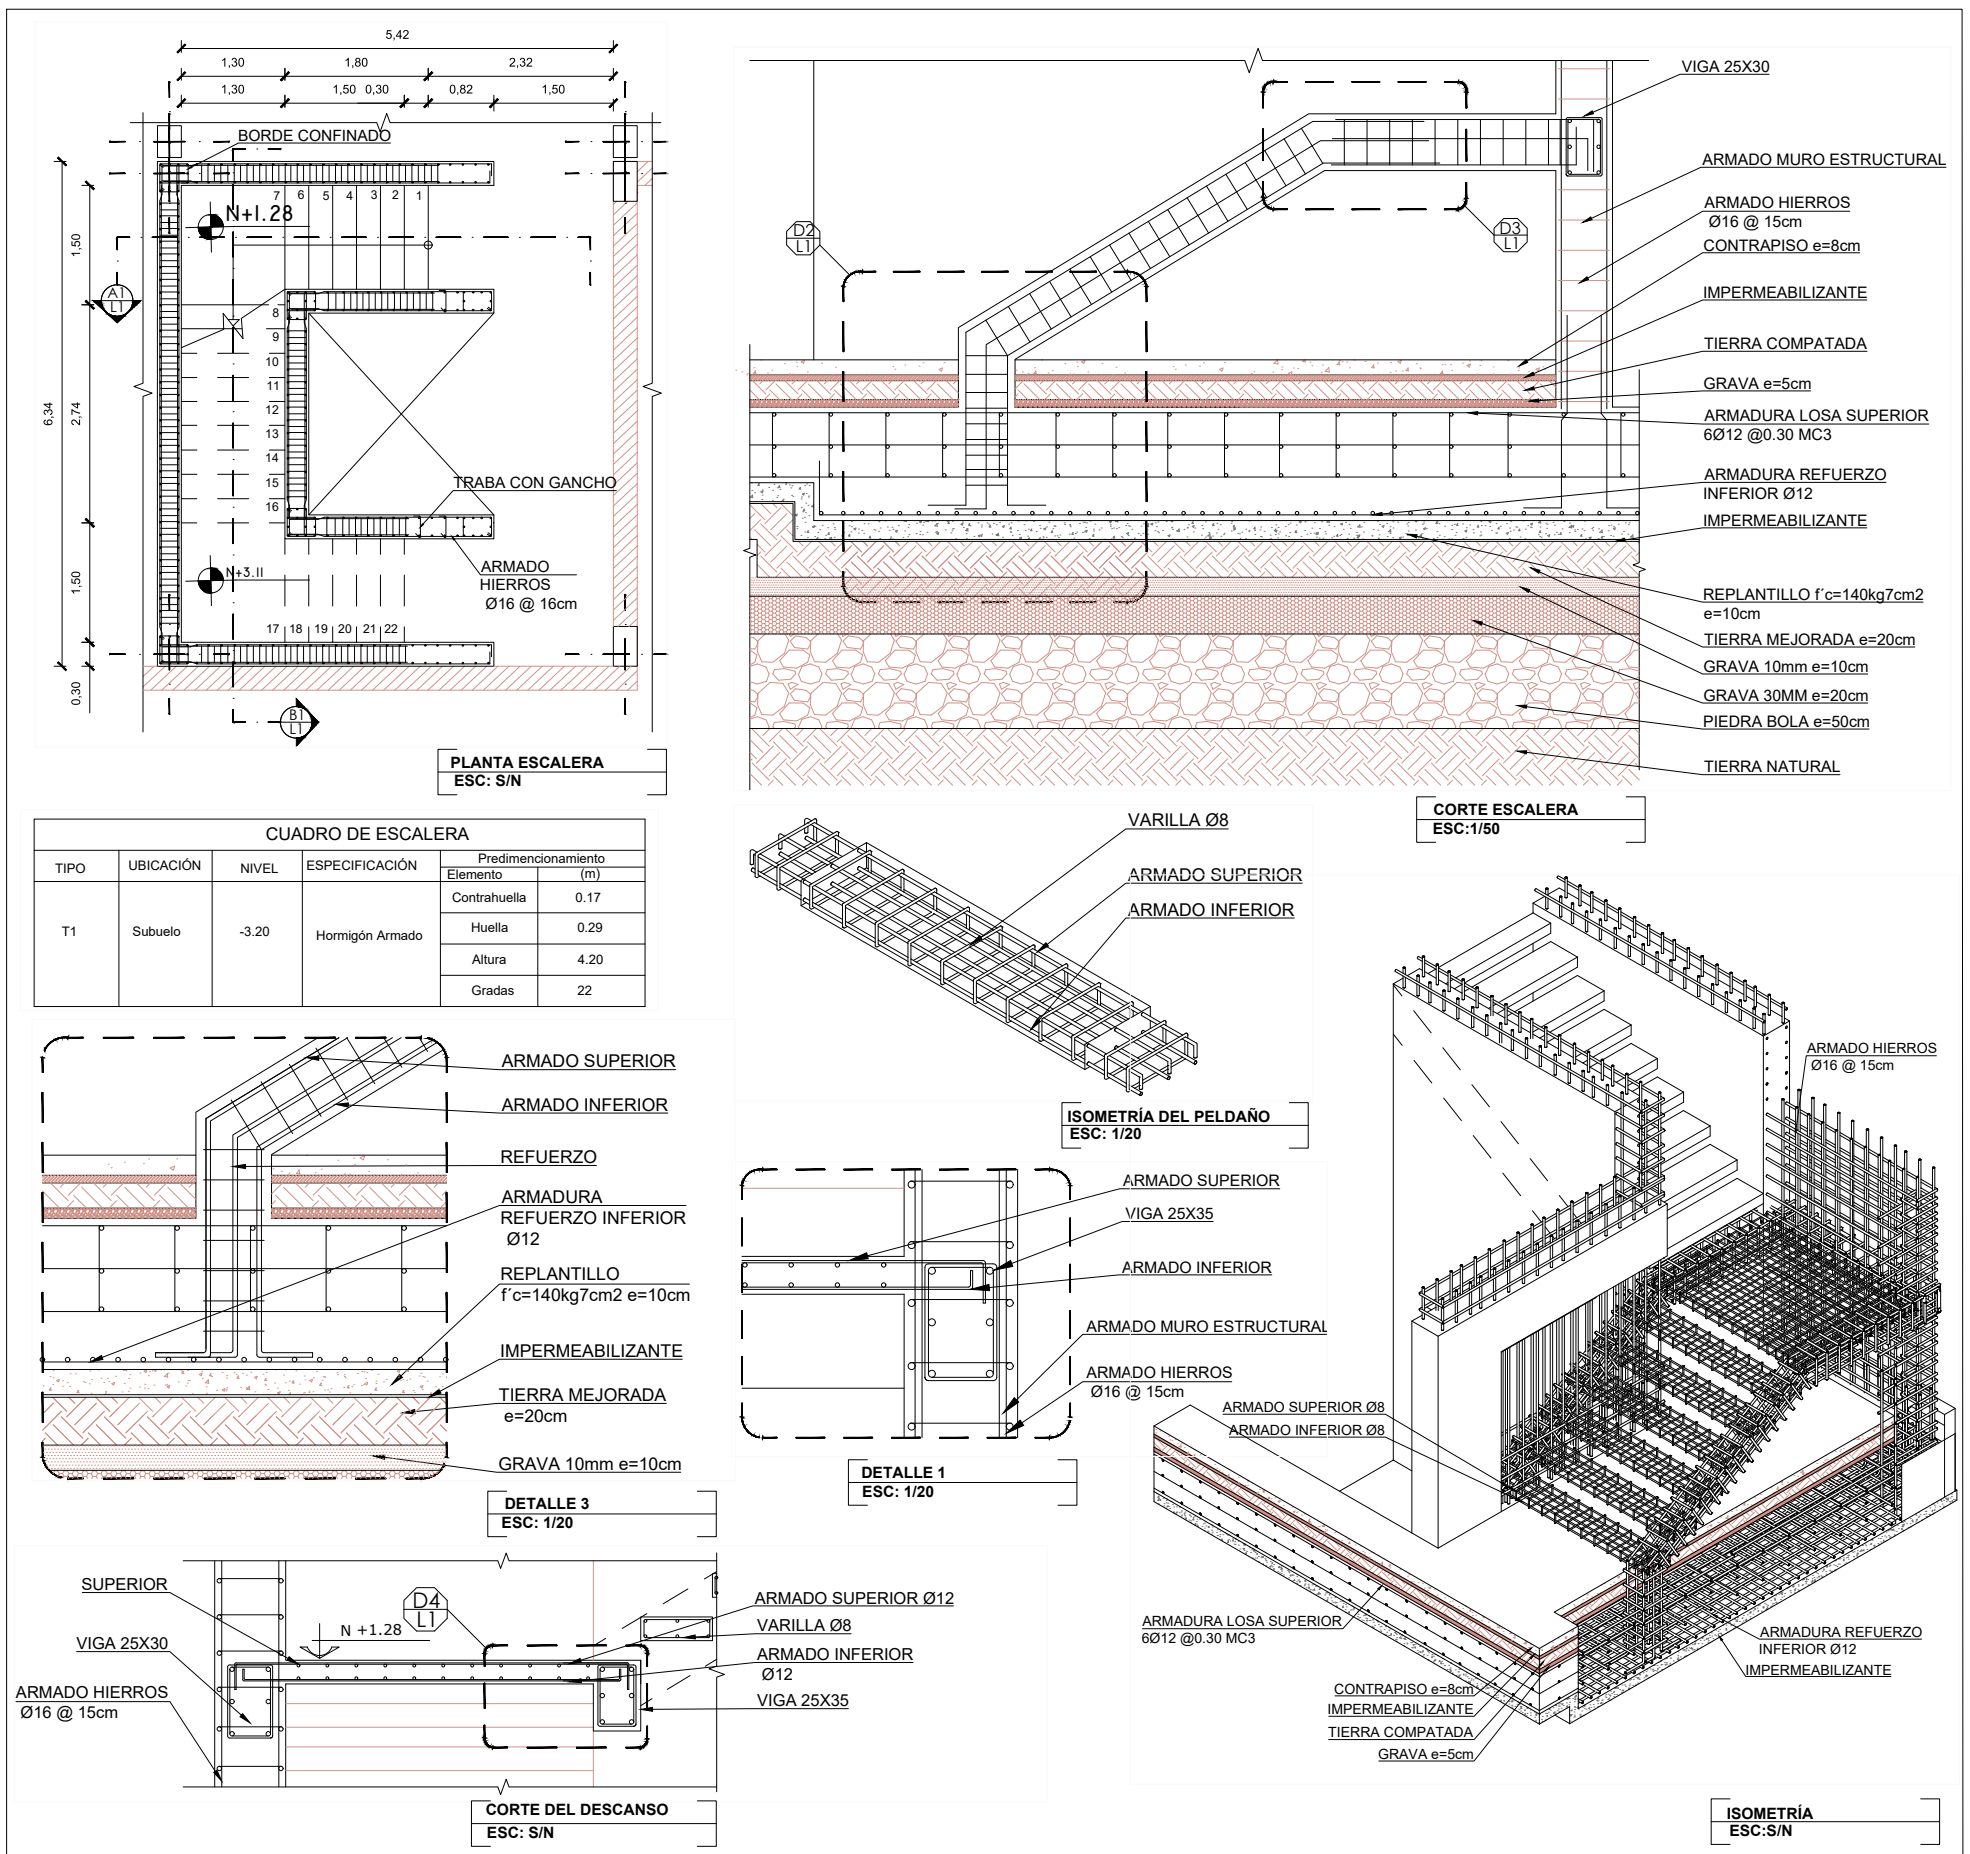 5,42
1,30
1,80
2,32
1,30
1,50
0,30
0,82
1,50
BORDE CONFINADO
7
6
5
4
3
2
1
N+1.28
1,50
A1
L1
8
9
10
11
12
13
14
15
16
6,34
2,74
TRABA CON GANCHO
N+3.11
1,50
ARMADO
HIERROS
Ø16 @ 16cm
17
18
19
20
21
22
0,30
B1
L1
PLANTA ESCALERA
ESC: S/N
VIGA 25X30
ARMADO MURO ESTRUCTURAL
ARMADO HIERROS
Ø16 @ 15cm
CONTRAPISO e=8cm
IMPERMEABILIZANTE
TIERRA COMPATADA
GRAVA e=5cm
ARMADURA LOSA SUPERIOR
6Ø12 @0.30 MC3
ARMADURA REFUERZO
INFERIOR Ø12
IMPERMEABILIZANTE
REPLANTILLO f´c=140kg7cm2
e=10cm
TIERRA MEJORADA e=20cm
GRAVA 10mm e=10cm
GRAVA 30MM e=20cm
PIEDRA BOLA e=50cm
TIERRA NATURAL
D2
L1
D3
L1
CORTE ESCALERA
ESC:1/50
CUADRO DE ESCALERA
TIPO
UBICACIÓN
NIVEL
ESPECIFICACIÓN
Predimencionamiento
Elemento
(m)
T1
Subuelo
-3.20
Hormigón Armado
Contrahuella
0.17
Huella
0.29
Altura
4.20
Gradas
22
VARILLA Ø8
ARMADO SUPERIOR
ARMADO INFERIOR
ISOMETRÍA DEL PELDAÑO
ESC: 1/20
ARMADO SUPERIOR
ARMADO INFERIOR
REFUERZO
ARMADURA
REFUERZO INFERIOR
Ø12
REPLANTILLO
f´c=140kg7cm2 e=10cm
IMPERMEABILIZANTE
TIERRA MEJORADA
e=20cm
GRAVA 10mm e=10cm
DETALLE 3
ESC: 1/20
ARMADO SUPERIOR
VIGA 25X35
ARMADO INFERIOR
ARMADO MURO ESTRUCTURAL
ARMADO HIERROS
Ø16 @ 15cm
DETALLE 1
ESC: 1/20
SUPERIOR
VIGA 25X30
ARMADO HIERROS
Ø16 @ 15cm
N +1.28
D4
L1
ARMADO SUPERIOR Ø12
VARILLA Ø8
ARMADO INFERIOR
Ø12
VIGA 25X35
CORTE DEL DESCANSO
ESC: S/N
ARMADO HIERROS
Ø16 @ 15cm
ARMADO SUPERIOR Ø8
ARMADO INFERIOR Ø8
ARMADURA LOSA SUPERIOR
6Ø12 @0.30 MC3
CONTRAPISO e=8cm
IMPERMEABILIZANTE
TIERRA COMPATADA
GRAVA e=5cm
ARMADURA REFUERZO
INFERIOR Ø12
IMPERMEABILIZANTE
ISOMETRÍA
ESC:S/N